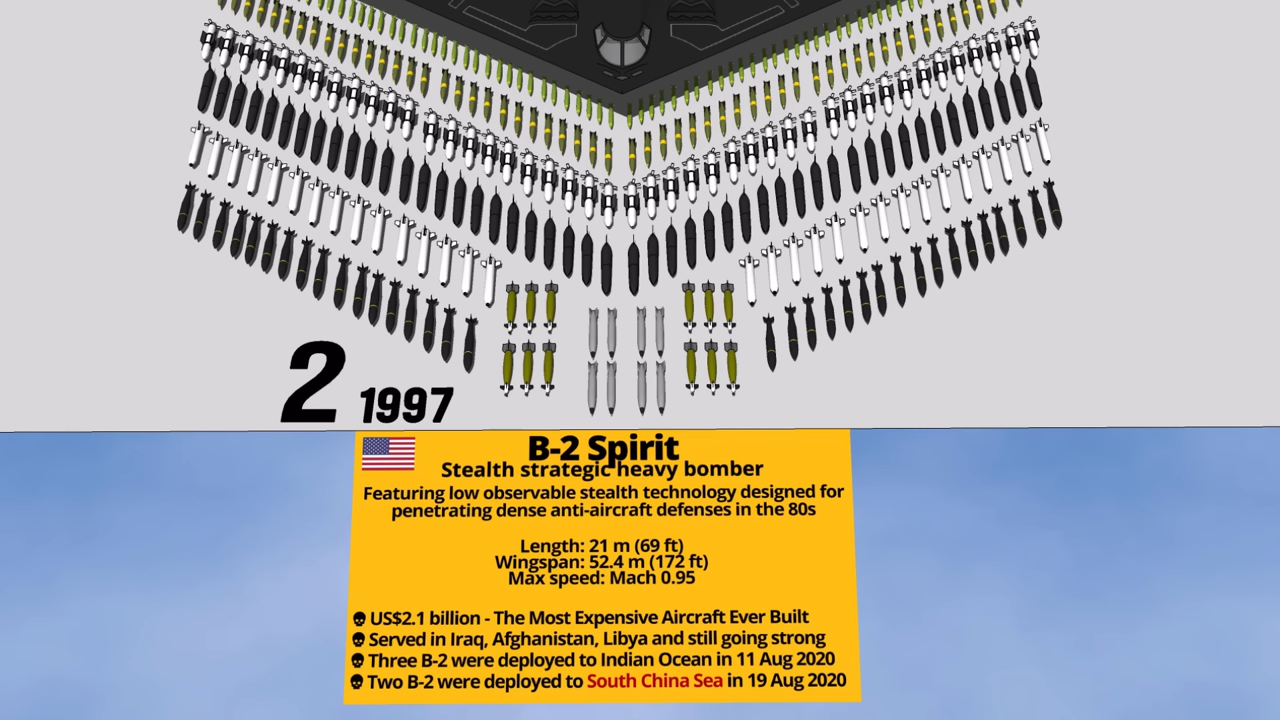 2 1997
B-2 Spirit
Stealth strategic heavy bomber
Featuring low observable stealth technology designed for
penetrating dense anti-aircraft defenses in the 80s
Length: 21 m (69 ft)
Wingspan: 52.4 m (172 ft)
Max speed: Mach 0.95
US$2.1 billion - The Most Expensive Aircraft Ever Built
Served in Iraq, Afghanistan, Libya and still going strong
Three B-2 were deployed to Indian Ocean in 11 Aug 2020
Two B-2 were deployed to South China Sea in 19 Aug 2020